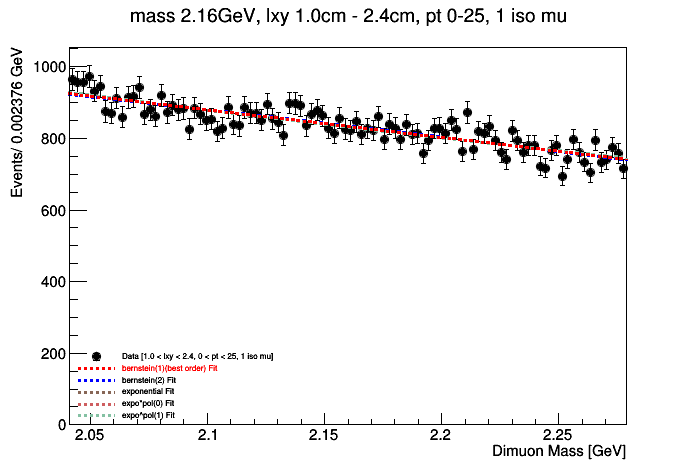 mass 2.16GeV, lxy 1.0cm - 2.4cm, pt 0-25, 1 iso mu
Events/ 0.002376 GeV
1000
800
600
400
200
0
Data [1.0 < lxy < 2.4, 0 < pt < 25, 1 iso mu]
bernstein(1)(best order) Fit
bernstein(2) Fit
exponential Fit
expo*pol(0) Fit
expo^pol(1) Fit
2.05 2.1 2.15 2.2 2.25
Dimuon Mass [GeV]